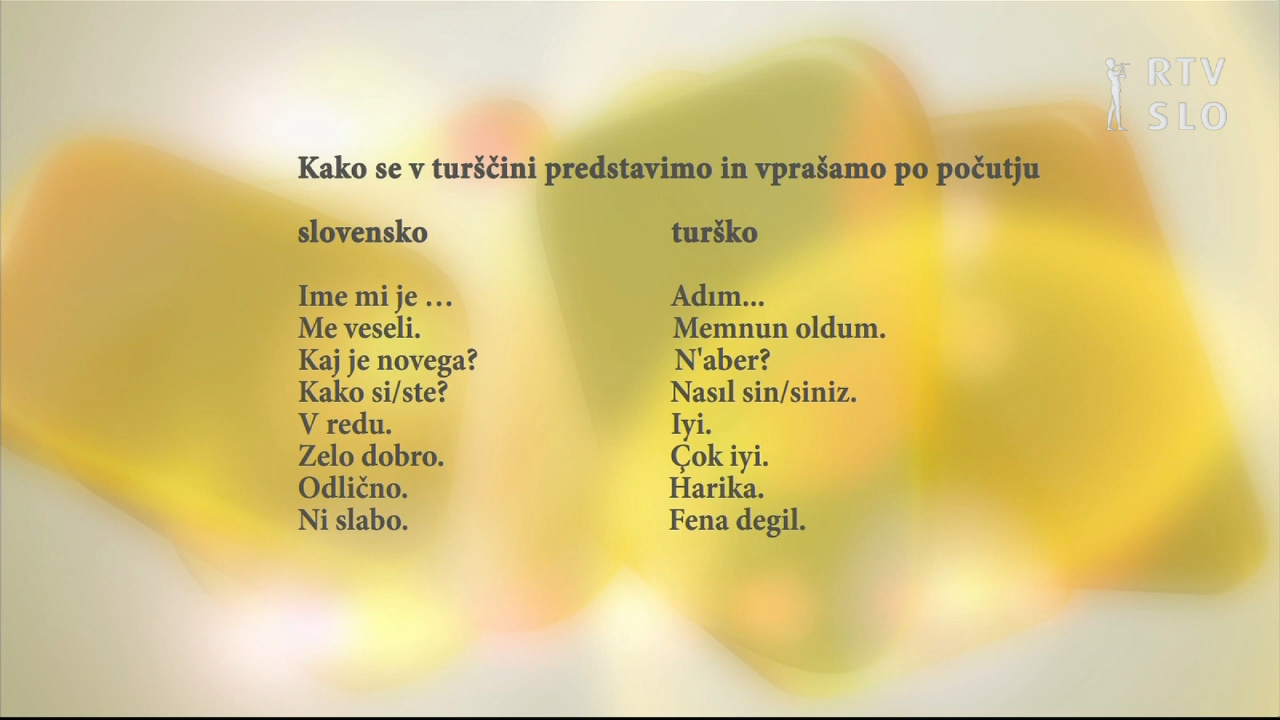 RTV
SLO
Kako se v turščini predstavimo in vprašamo po počutju
slovensko turško
Ime mi je … Adım...
Me veseli. Memnun oldum.
Kaj je novega? N'aber?
Kako si/ste? Nasıl sin/siniz.
V redu. Iyi.
Zelo dobro. Çok iyi.
Odlično. Harika.
Ni slabo. Fena degil.